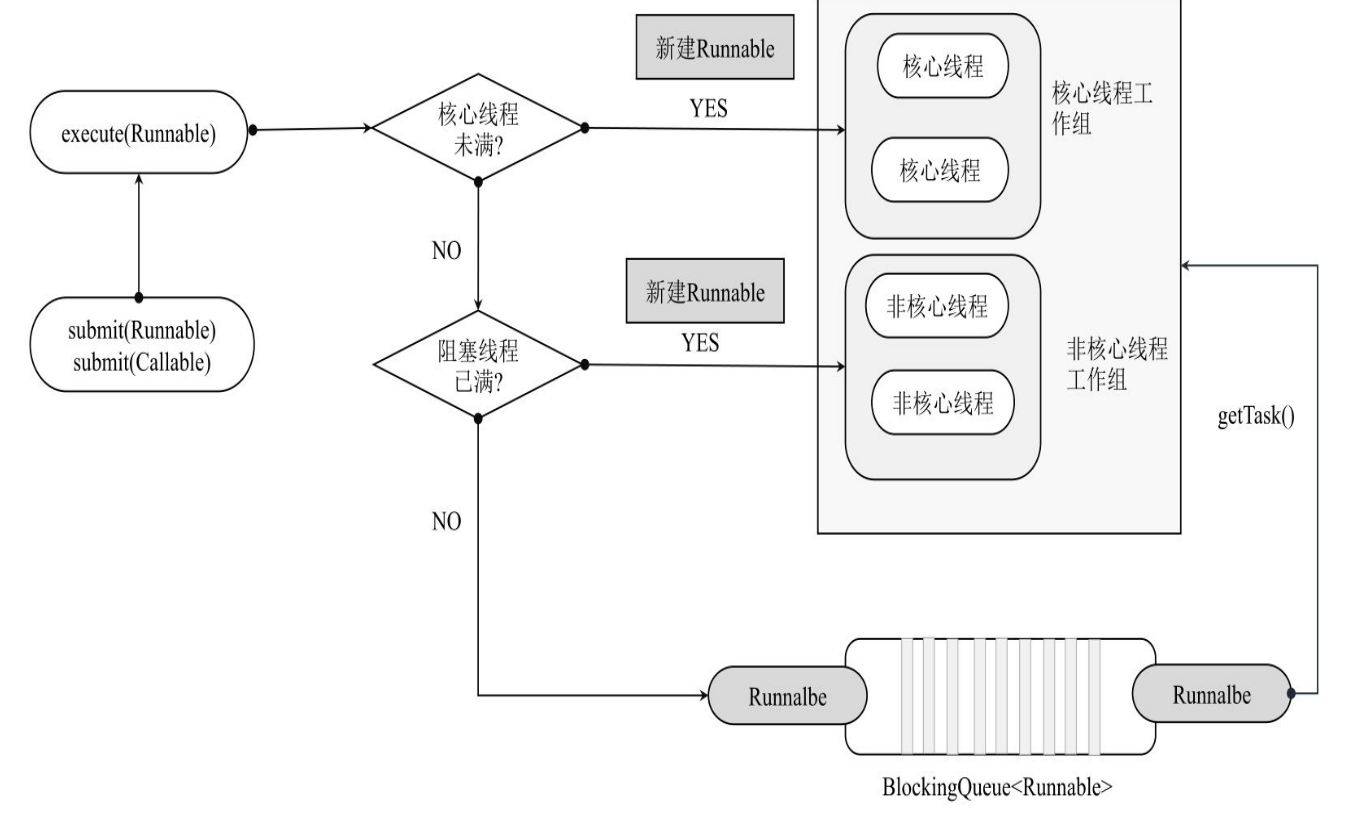 新建Runnable
核心线程
核心线程工
作组
execute(Runnable)
核心线程
未满?
YES
核心线程
NO
新建Runnable
非核心线程
submit(Runnable)
submit(Callable)
阻塞线程
已满?
YES
非核心线程
工作组
非核心线程
getTask()
NO
Runnalbe
Runnalbe
BlockingQueue<Runnable>